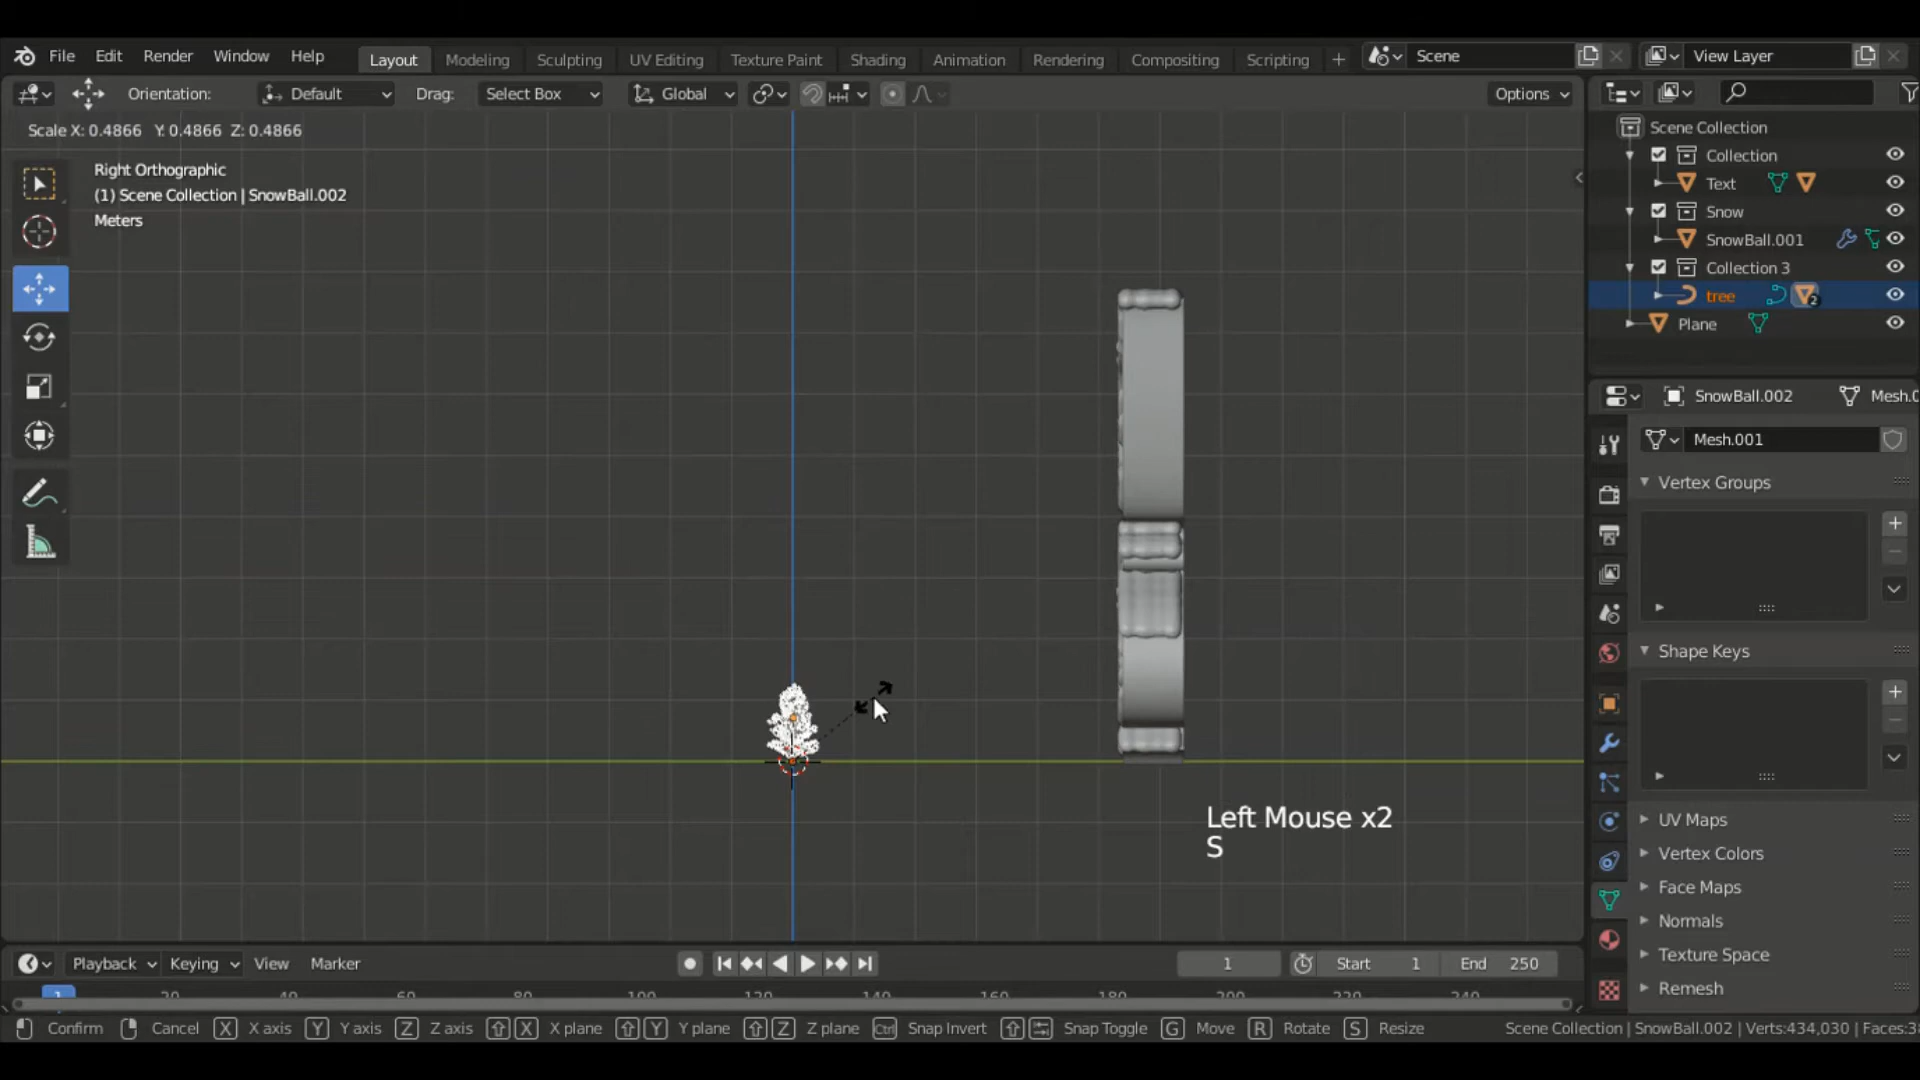 File Edit Render Window Help Layout Modeling Sculpting UV Editing Texture Paint Shading Animation Rendering Compositing Scripting + Scene View Layer
Orientation: Default Drag: Select Box Global Options
Scale X: 0.4866 Y: 0.4866 Z: 0.4866
Right Orthographic
(1) Scene Collection | SnowBall.002
Meters
Scene Collection
Collection
Text
Snow
SnowBall.001
Collection 3
tree 2
Plane
SnowBall.002 Mesh.0
Mesh.001
Vertex Groups
Shape Keys
UV Maps
Vertex Colors
Face Maps
Normals
Texture Space
Remesh
Left Mouse x2
S
Playback Keying View Marker 1 Start 1 End 250
1 20 40 60 80 100 120 140 160 180 200 220 240
Confirm Cancel X X axis Y Y axis Z Z axis X X plane Y Y plane Z Z plane Ctrl Snap Invert Snap Toggle G Move R Rotate S Resize Scene Collection | SnowBall.002 | Verts:434,030 | Faces:3